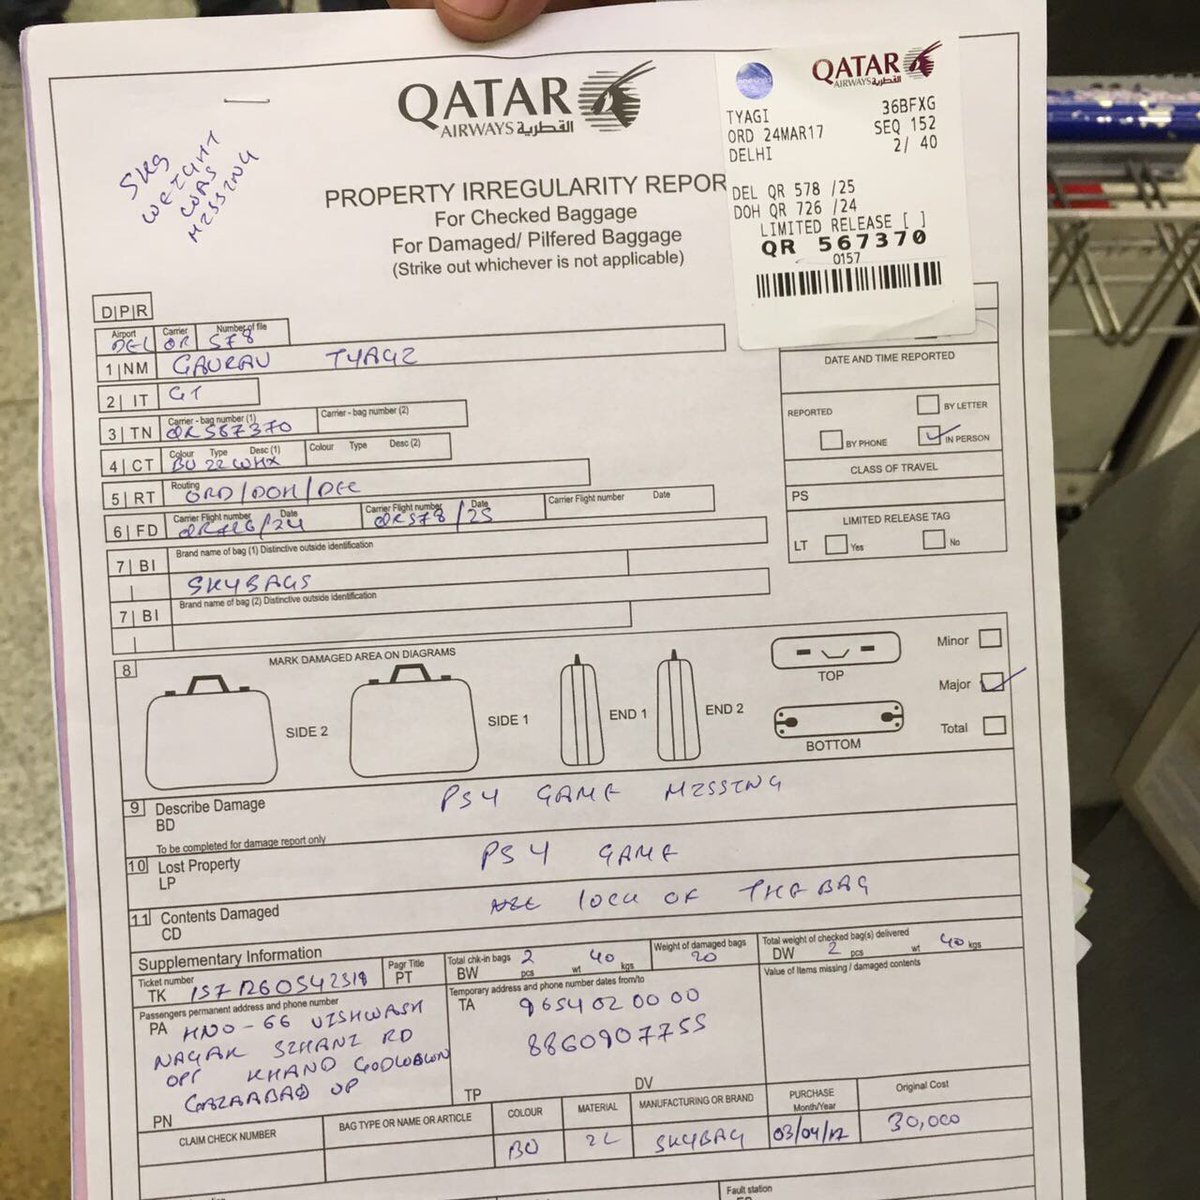 QATAR
AIRWAYS القطرية
5Kg
WEIGHT
WAS
MISSING
QATAR
AIRWAYS القطرية
TYAGI 36BFXG
ORD 24MAR17 SEQ 152
DELHI 2/ 40
DEL QR 578 /25
DOH QR 726 /24
LIMITED RELEASE [ ]
QR 567370
0157
PROPERTY IRREGULARITY REPOR
For Checked Baggage
For Damaged/ Pilfered Baggage
(Strike out whichever is not applicable)
D|P|R
Airport Carrier Number of file
DEL QR 578
1 | NM GAURAV TYAGI
2 | IT GT
3 | TN Carrier - bag number (1) Carrier - bag number (2)
QR567370
4 | CT Colour Type Desc (1) Colour Type Desc (2)
BU 22 WHX
5 | RT Routing
ORD/DOH/DEL
6 | FD Carrier Flight number Date Carrier Flight number Date Carrier Flight number Date
QR726/24 QR578/25
7 | BI Brand name of bag (1) Distinctive outside identification
SKYBAGS
7 | BI Brand name of bag (2) Distinctive outside identification
DATE AND TIME REPORTED
REPORTED BY LETTER
BY PHONE IN PERSON
CLASS OF TRAVEL
PS
LIMITED RELEASE TAG
LT Yes No
8 MARK DAMAGED AREA ON DIAGRAMS
SIDE 2 SIDE 1 END 1 END 2 TOP BOTTOM
Minor
Major
Total
9 Describe Damage PS4 GAME MISSING
BD
To be completed for damage report only
10 Lost Property PS4 GAME
LP
11 Contents Damaged LOCK OF THE BAG
CD
Supplementary Information
Pagr Title
PT
Total chk-in bags 2 40
BW pcs wt kgs
Weight of damaged bags
20
Total weight of checked bag(s) delivered
DW 2 pcs wt 40 kgs
Ticket number
TK 157 1260542318
Passengers permanent address and phone number
PA HNO-66 VISHWASH
NAGAR SIHANI RD
OPP KHAND GODOWN
GAZIABAD UP
PN
Temporary address and phone number dates from/to
TA 9654020000
8860907755
TP
Value of Items missing / damaged contents
DV
CLAIM CHECK NUMBER BAG TYPE OR NAME OR ARTICLE COLOUR MATERIAL MANUFACTURING OR BRAND PURCHASE Month/Year Original Cost
BU 22 SKYBAG 03/04/12 30,000
Fault station